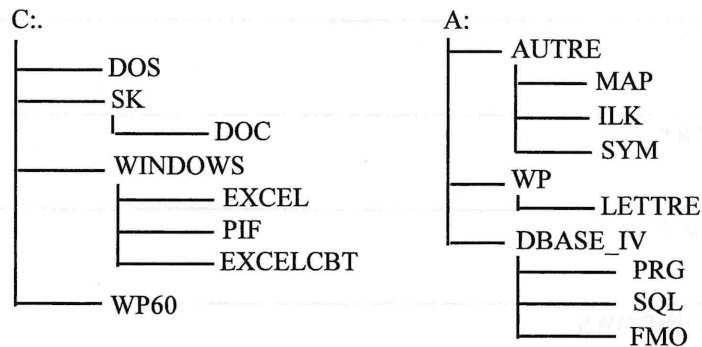 C:.
DOS
SK
DOC
WINDOWS
EXCEL
PIF
EXCELCBT
WP60
A:
AUTRE
MAP
ILK
SYM
WP
LETTRE
DBASE_IV
PRG
SQL
FMO